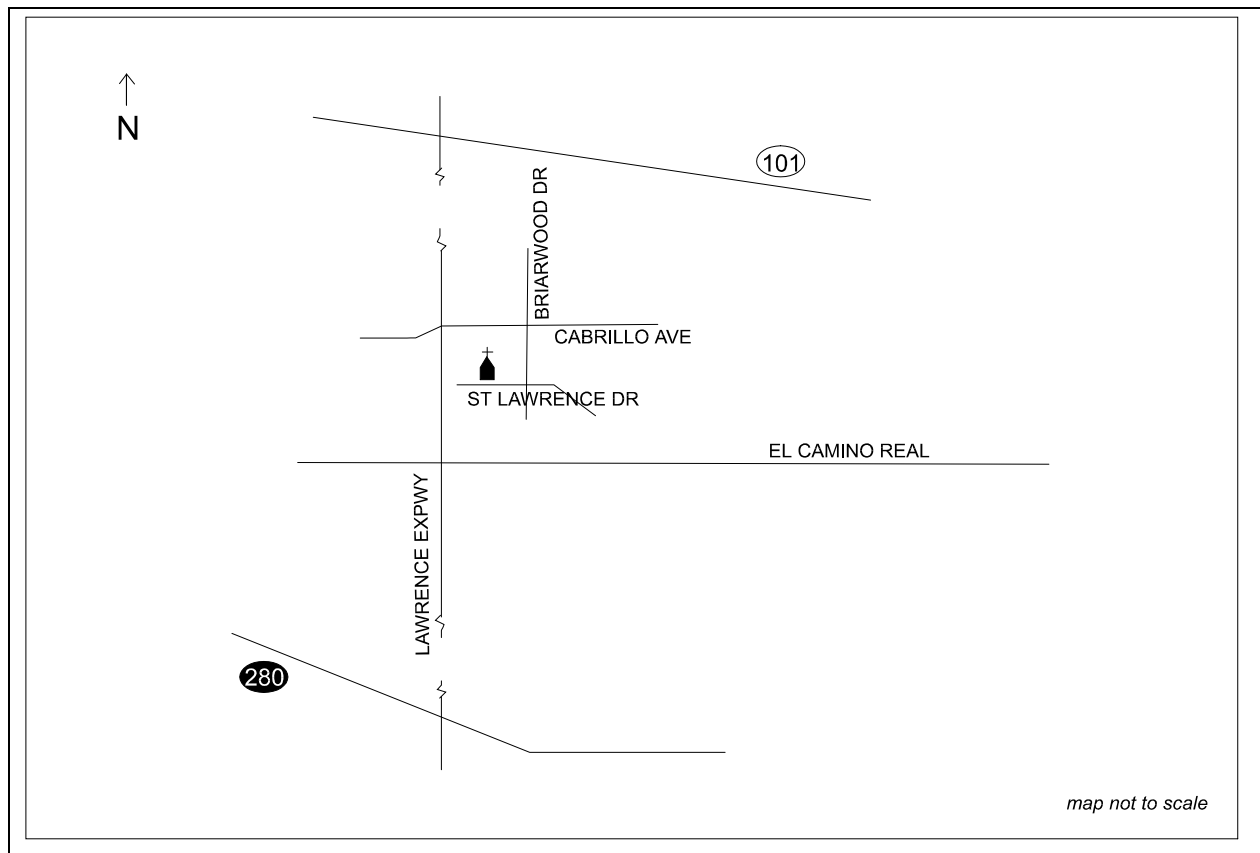 N
101
BRIARWOOD DR
CABRILLO AVE
ST LAWRENCE DR
EL CAMINO REAL
LAWRENCE EXPWY
280
map not to scale